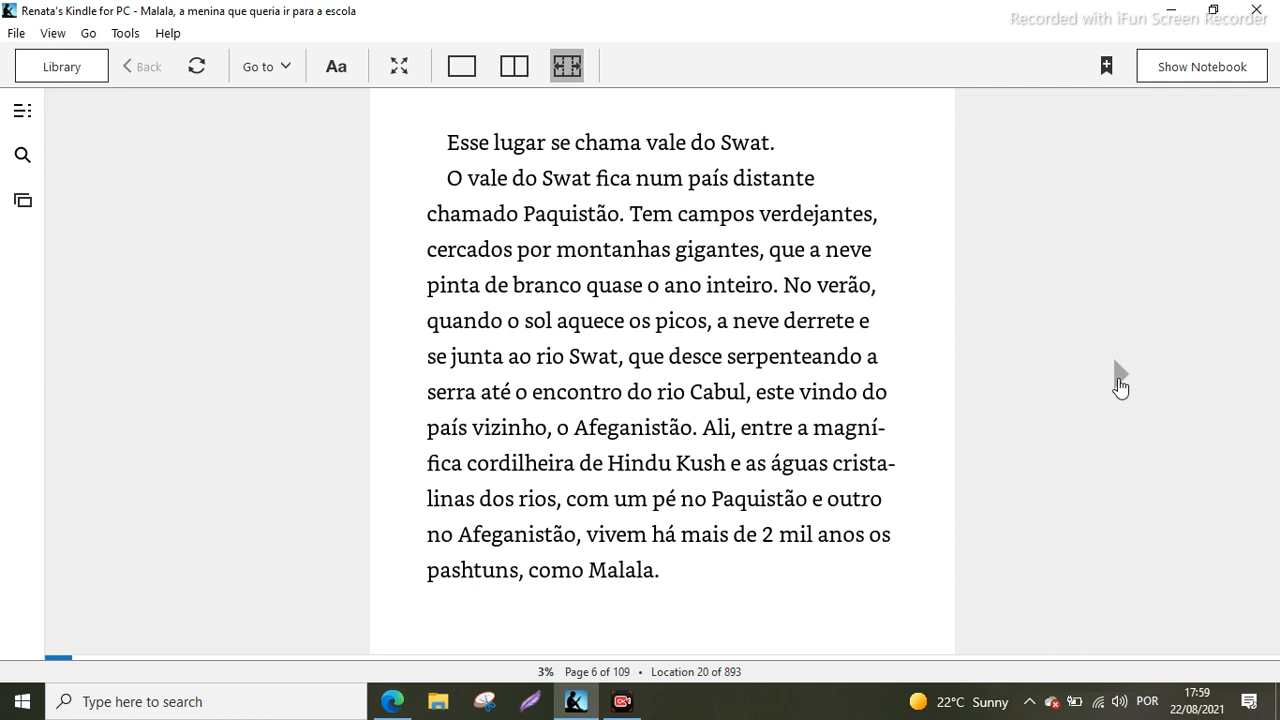 Renata's Kindle for PC - Malala, a menina que queria ir para a escola
Recorded with iFun Screen Recorder
File View Go Tools Help
Library Back Go to Aa Show Notebook
Esse lugar se chama vale do Swat.
O vale do Swat fica num país distante
chamado Paquistão. Tem campos verdejantes,
cercados por montanhas gigantes, que a neve
pinta de branco quase o ano inteiro. No verão,
quando o sol aquece os picos, a neve derrete e
se junta ao rio Swat, que desce serpenteando a
serra até o encontro do rio Cabul, este vindo do
país vizinho, o Afeganistão. Ali, entre a magní-
fica cordilheira de Hindu Kush e as águas crista-
linas dos rios, com um pé no Paquistão e outro
no Afeganistão, vivem há mais de 2 mil anos os
pashtuns, como Malala.
3% Page 6 of 109 • Location 20 of 893
Type here to search
22°C Sunny
POR
17:59
22/08/2021